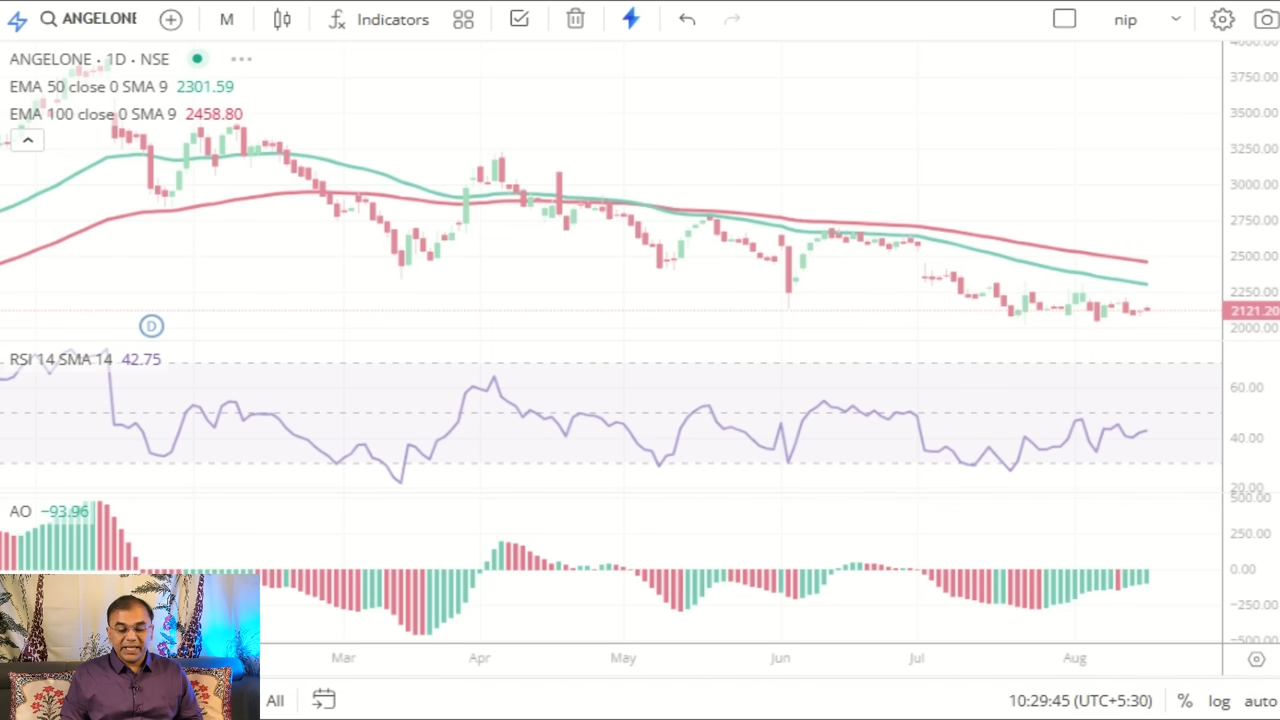 ANGELONE M Indicators nip
ANGELONE · 1D · NSE
EMA 50 close 0 SMA 9 2301.59
EMA 100 close 0 SMA 9 2458.80
4000.00
3750.00
3500.00
3250.00
3000.00
2750.00
2500.00
2250.00
2121.20
2000.00
D
RSI 14 SMA 14 42.75
60.00
40.00
20.00
AO −93.96
500.00
250.00
0.00
−250.00
−500.00
Mar Apr May Jun Jul Aug
All 10:29:45 (UTC+5:30) % log auto